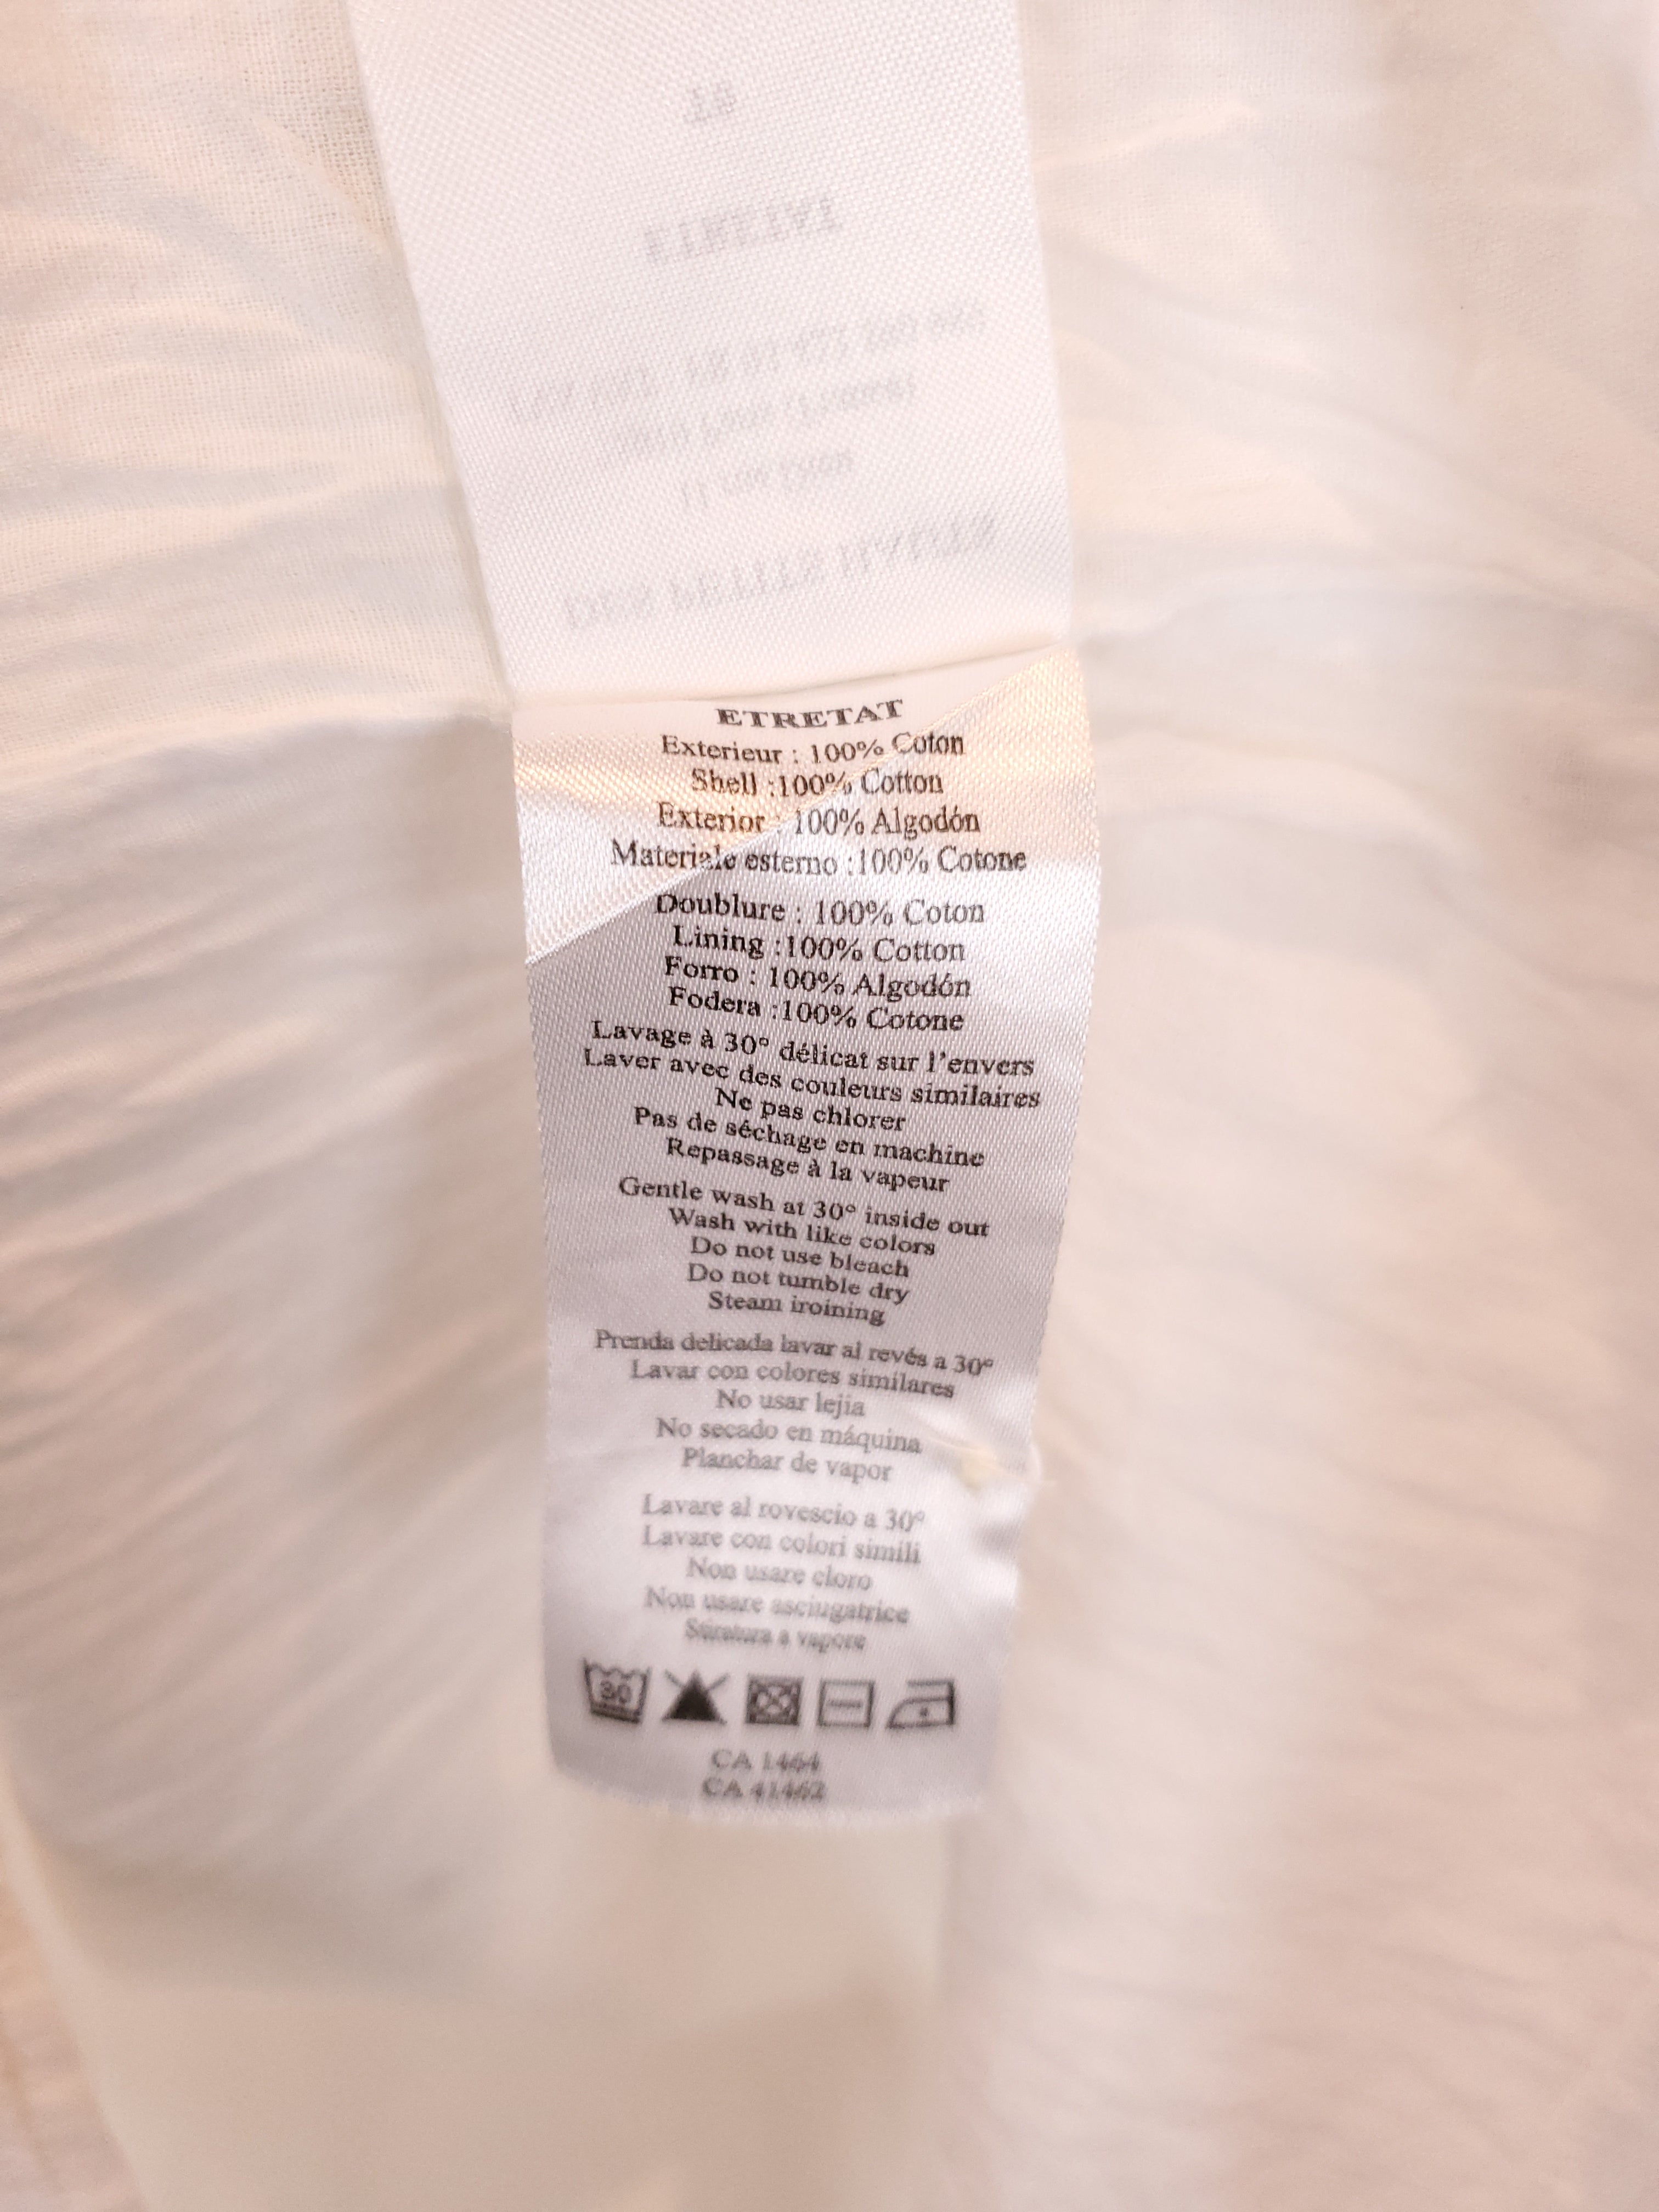 ETRETAT
Exterieur : 100% Coton
Shell :100% Cotton
Exterior : 100% Algodón
Materiale esterno :100% Cotone
Doublure : 100% Coton
Lining :100% Cotton
Forro : 100% Algodón
Fodera :100% Cotone
Lavage à 30° délicat sur l'envers
Laver avec des couleurs similaires
Ne pas chlorer
Pas de séchage en machine
Repassage à la vapeur
Gentle wash at 30° inside out
Wash with like colors
Do not use bleach
Do not tumble dry
Steam iroining
Prenda delicada lavar al revés a 30°
Lavar con colores similares
No usar lejia
No secado en máquina
Planchar de vapor
Lavare al rovescio a 30°
Lavare con colori simili
Non usare cloro
Non usare asciugatrice
a vapore
30
CA 1464
CA 41462